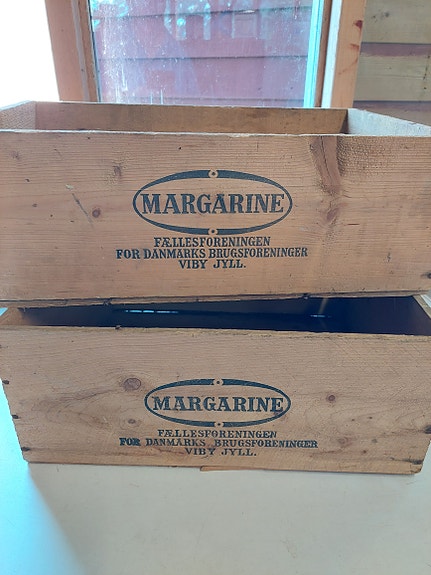 MARGARINE
FÆLLESFORENINGEN
FOR DANMARKS BRUGSFORENINGER
VIBY JYLL.
MARGARINE
FÆLLESFORENINGEN
FOR DANMARKS BRUGSFORENINGER
VIBY JYLL.